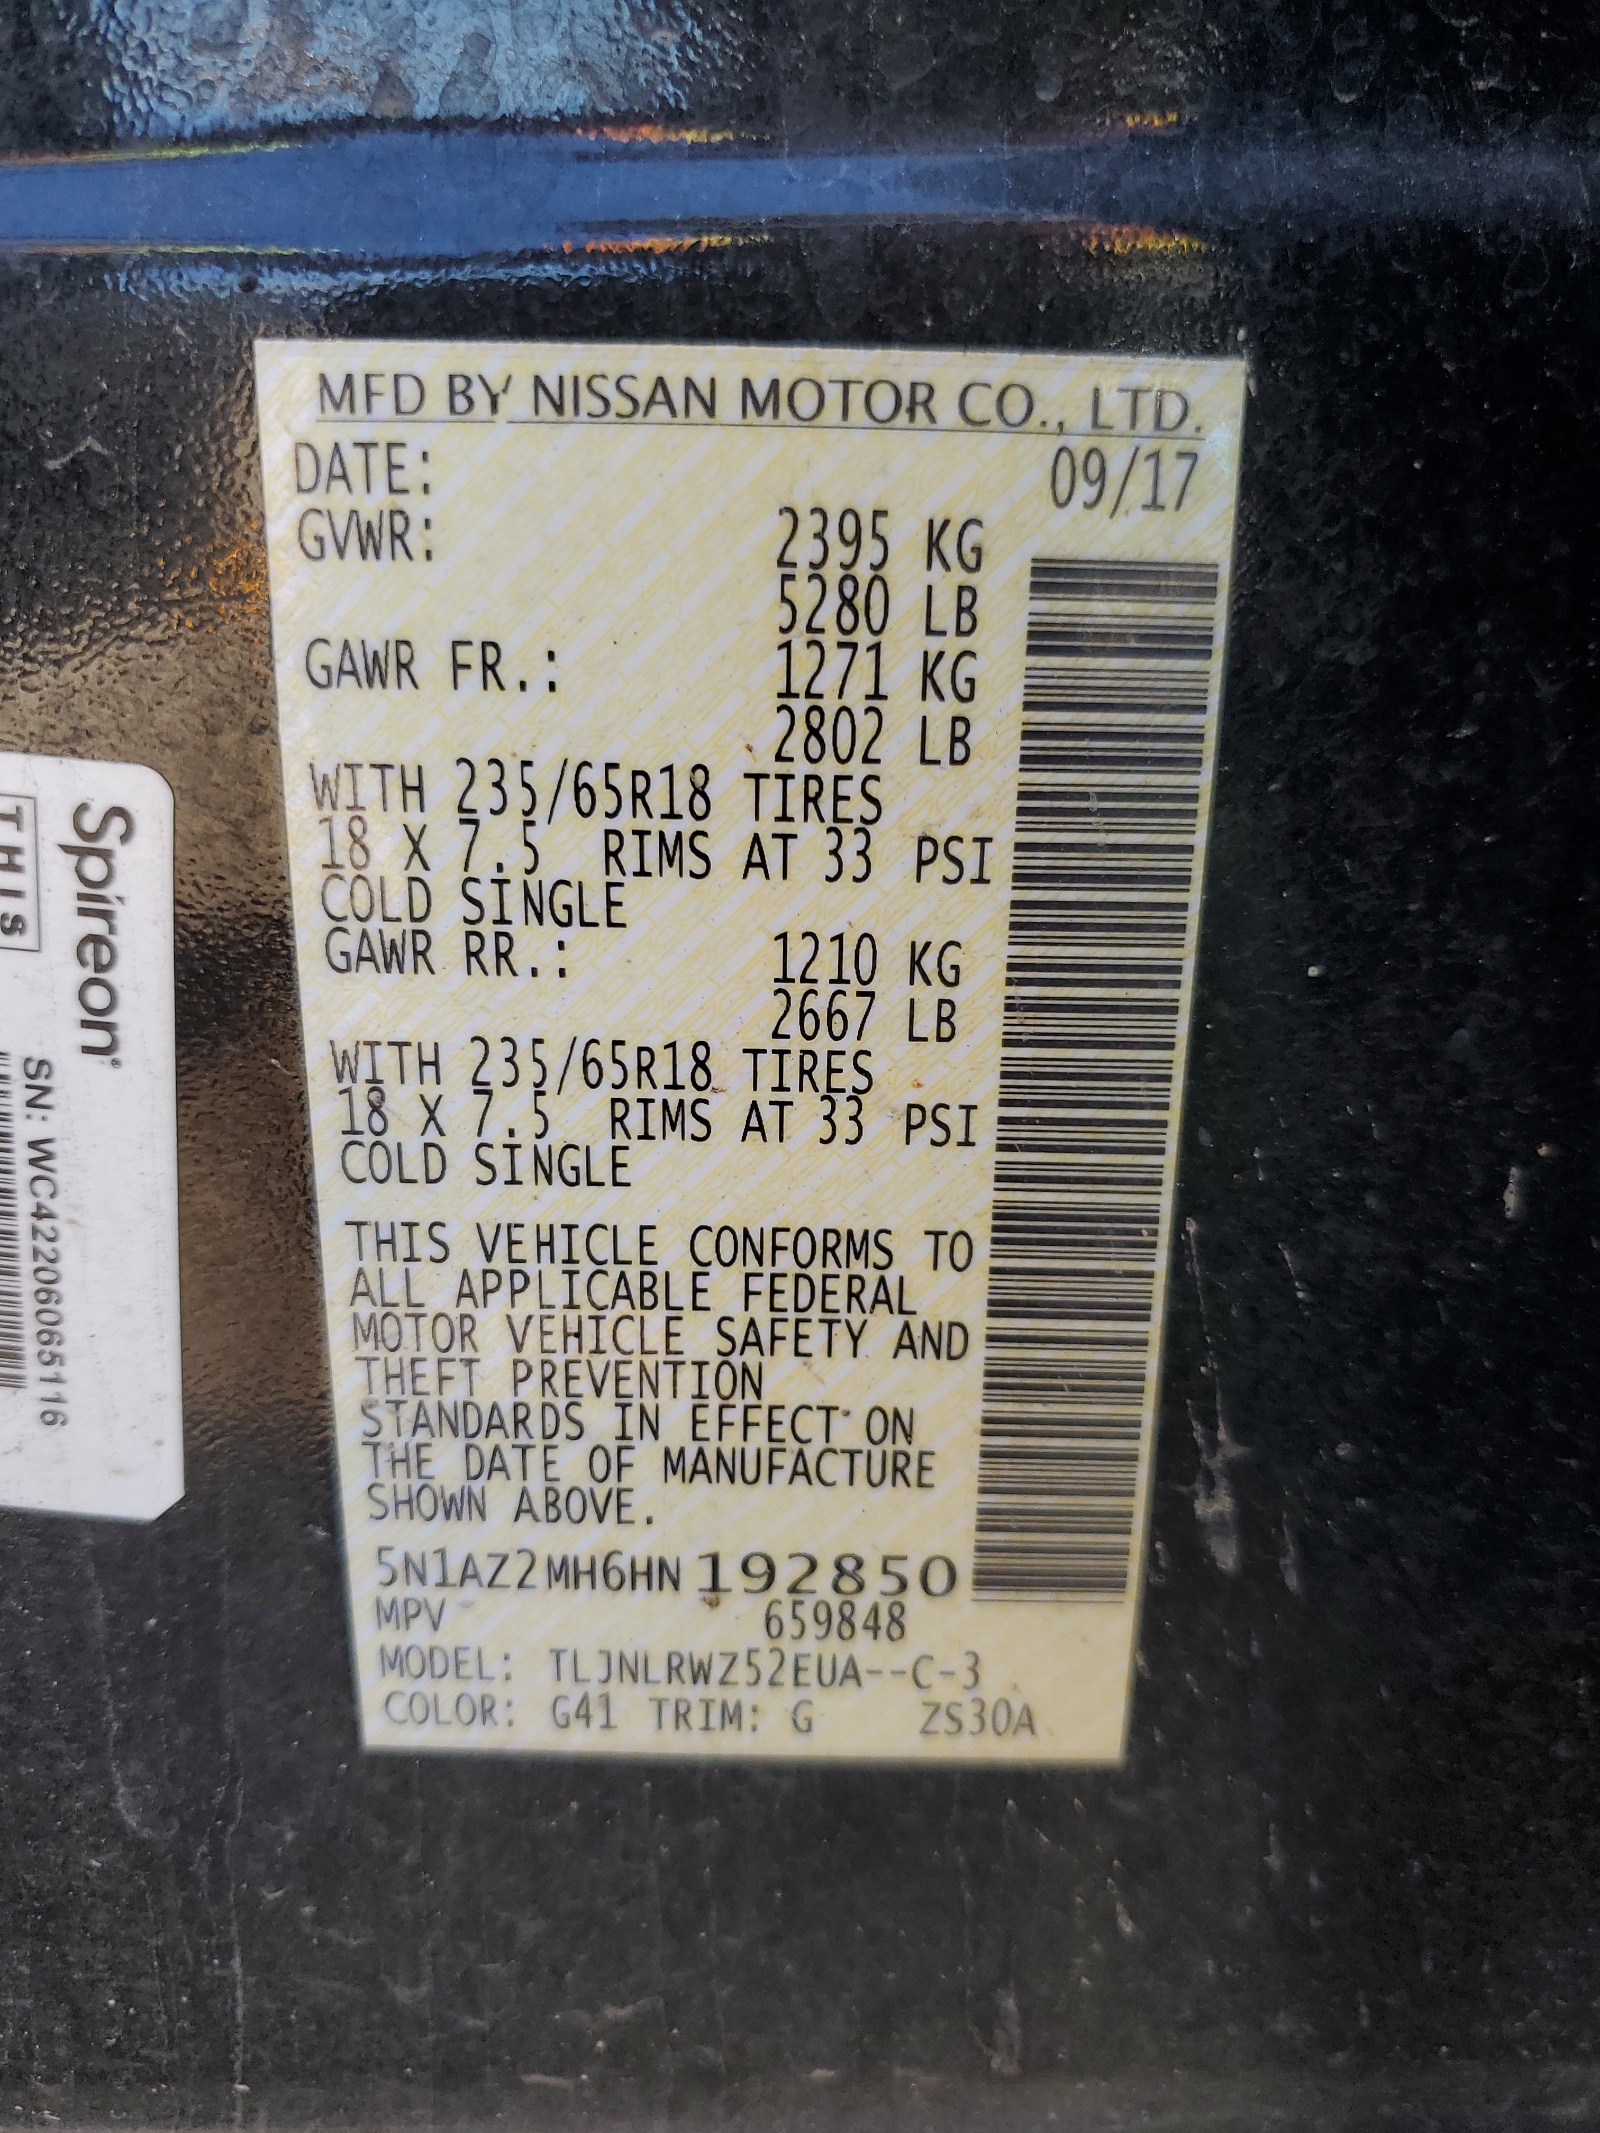 MFD BY NISSAN MOTOR CO., LTD.
DATE: 09/17
GVWR: 2395 KG
5280 LB
GAWR FR.: 1271 KG
2802 LB
WITH 235/65R18 TIRES
18 X 7.5 RIMS AT 33 PSI
COLD SINGLE
GAWR RR.: 1210 KG
2667 LB
WITH 235/65R18 TIRES
18 X 7.5 RIMS AT 33 PSI
COLD SINGLE
THIS VEHICLE CONFORMS TO
ALL APPLICABLE FEDERAL
MOTOR VEHICLE SAFETY AND
THEFT PREVENTION
STANDARDS IN EFFECT ON
THE DATE OF MANUFACTURE
SHOWN ABOVE.
5N1AZ2MH6HN192850
MPV 659848
MODEL: TLJNLRWZ52EUA--C-3
COLOR: G41 TRIM: G ZS30A
Spireon®
SN: WC422060065116
THIS